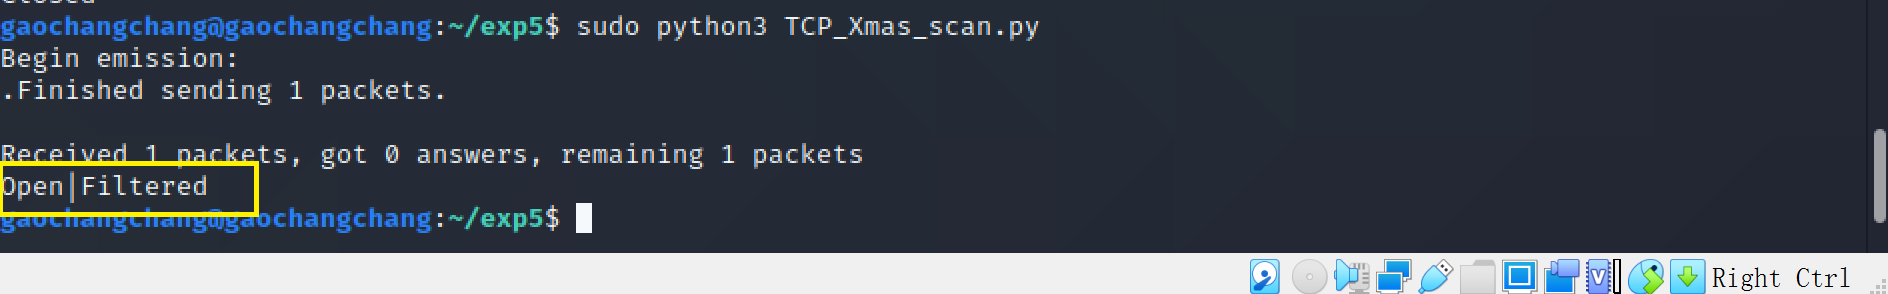 gaochangchang@gaochangchang:~/exp5$ sudo python3 TCP_Xmas_scan.py
Begin emission:
.Finished sending 1 packets.
Received 1 packets, got 0 answers, remaining 1 packets
Open|Filtered
gaochangchang@gaochangchang:~/exp5$
Right Ctrl